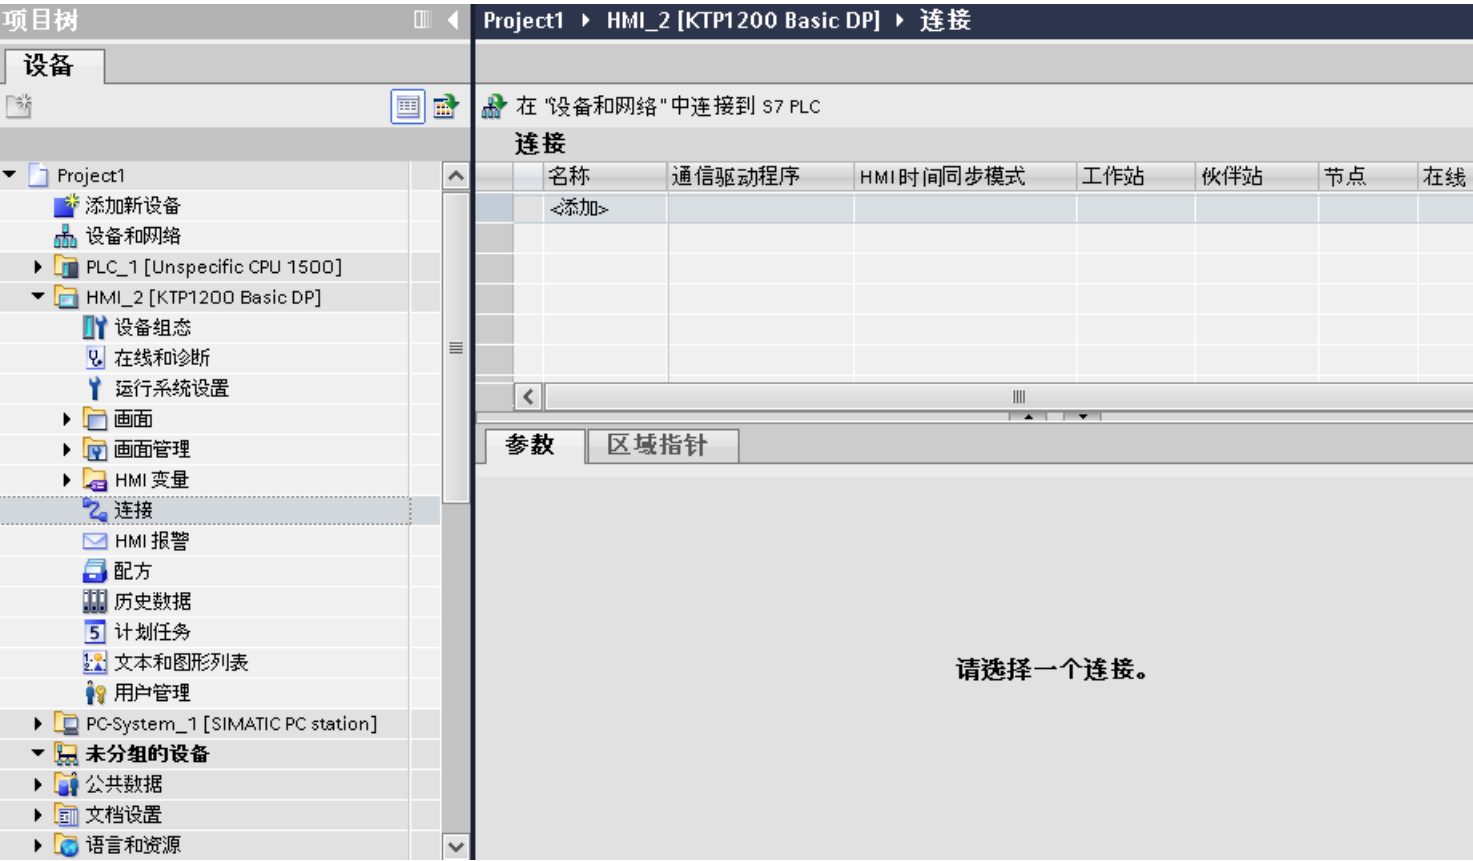 项目树
设备
Project1
添加新设备
设备和网络
PLC_1 [Unspecific CPU 1500]
HMI_2 [KTP1200 Basic DP]
设备组态
在线和诊断
运行系统设置
画面
画面管理
HMI 变量
连接
HMI 报警
配方
历史数据
计划任务
文本和图形列表
用户管理
PC-System_1 [SIMATIC PC station]
未分组的设备
公共数据
文档设置
语言和资源
Project1 ▸ HMI_2 [KTP1200 Basic DP] ▸ 连接
在 "设备和网络" 中连接到 S7 PLC
连接
名称 通信驱动程序 HMI时间同步模式 工作站 伙伴站 节点 在线
<添加>
参数 区域指针
请选择一个连接。